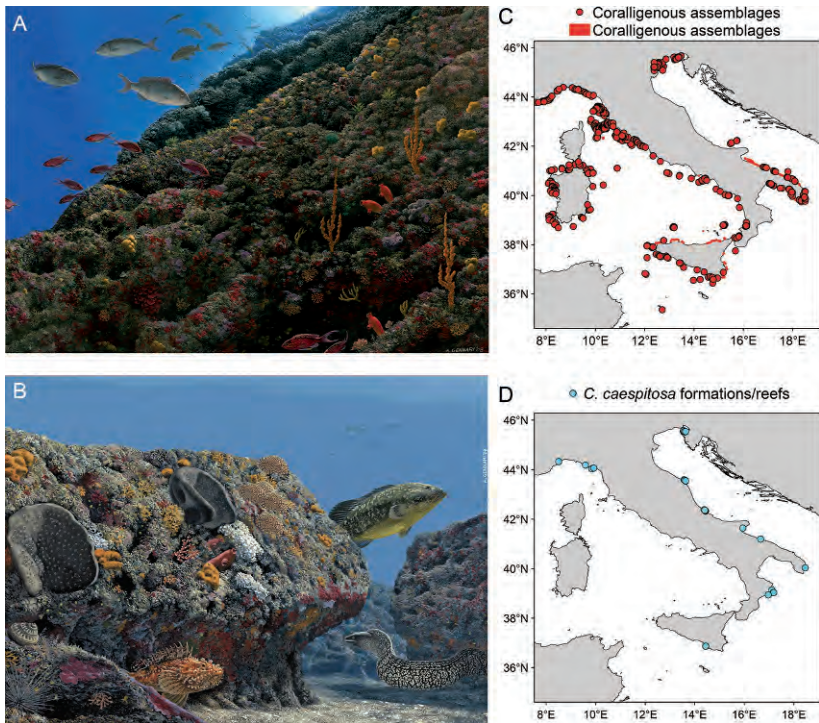 A
C
Coralligenous assemblages
Coralligenous assemblages
46°N
44°N
42°N
40°N
38°N
36°N
8°E 10°E 12°E 14°E 16°E 18°E
B
D
C. caespitosa formations/reefs
46°N
44°N
42°N
40°N
38°N
36°N
8°E 10°E 12°E 14°E 16°E 18°E